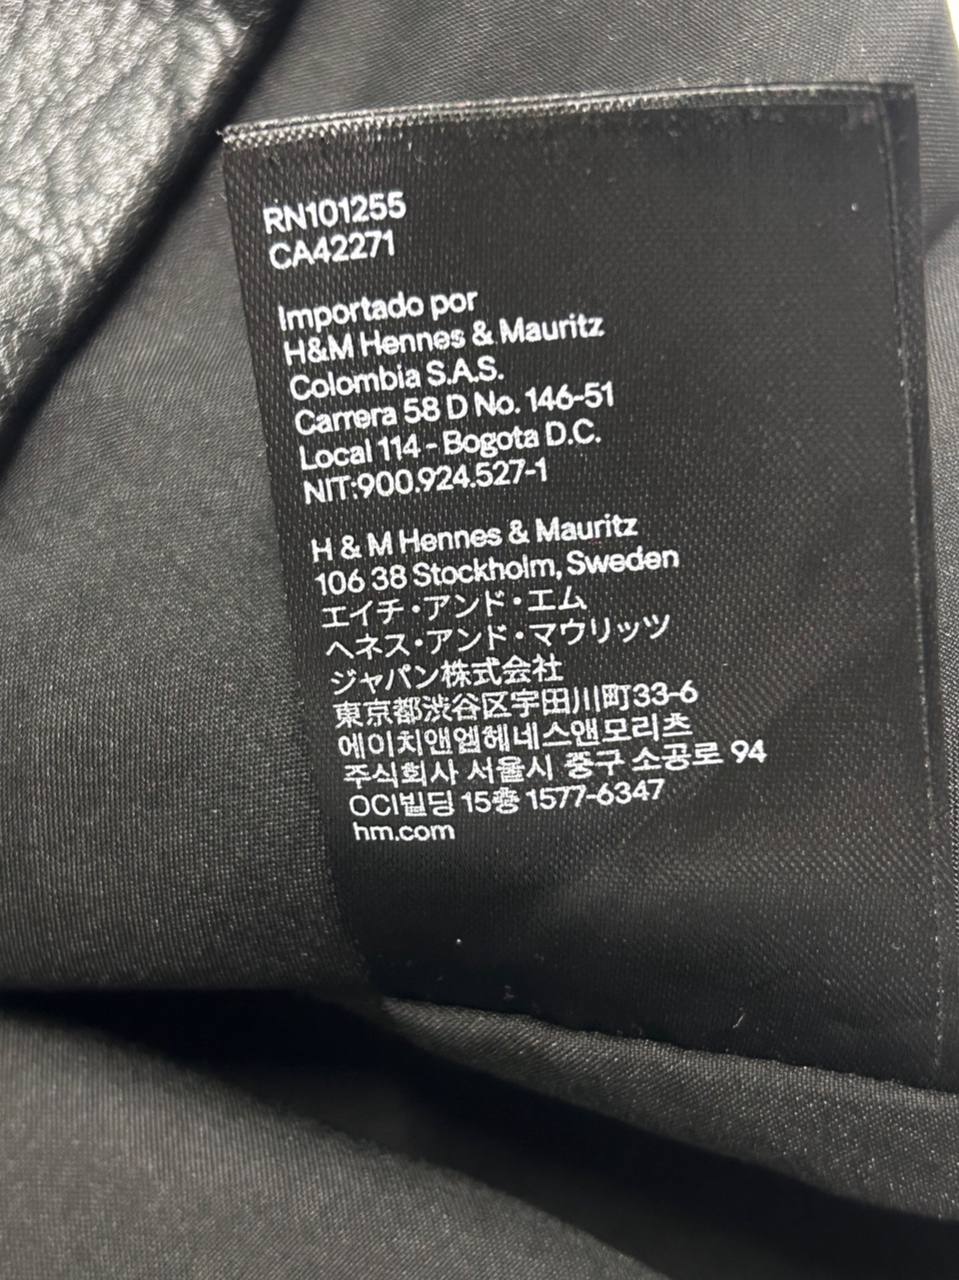 RN101255
CA42271
Importado por
H&M Hennes & Mauritz
Colombia S.A.S.
Carrera 58 D No. 146-51
Local 114 - Bogota D.C.
NIT:900.924.527-1
H & M Hennes & Mauritz
106 38 Stockholm, Sweden
エイチ・アンド・エム
ヘネス・アンド・マウリッツ
ジャパン株式会社
東京都渋谷区宇田川町33-6
에이치앤엠헤네스앤모리츠
주식회사 서울시 중구 소공로 94
OCI빌딩 15층 1577-6347
hm.com